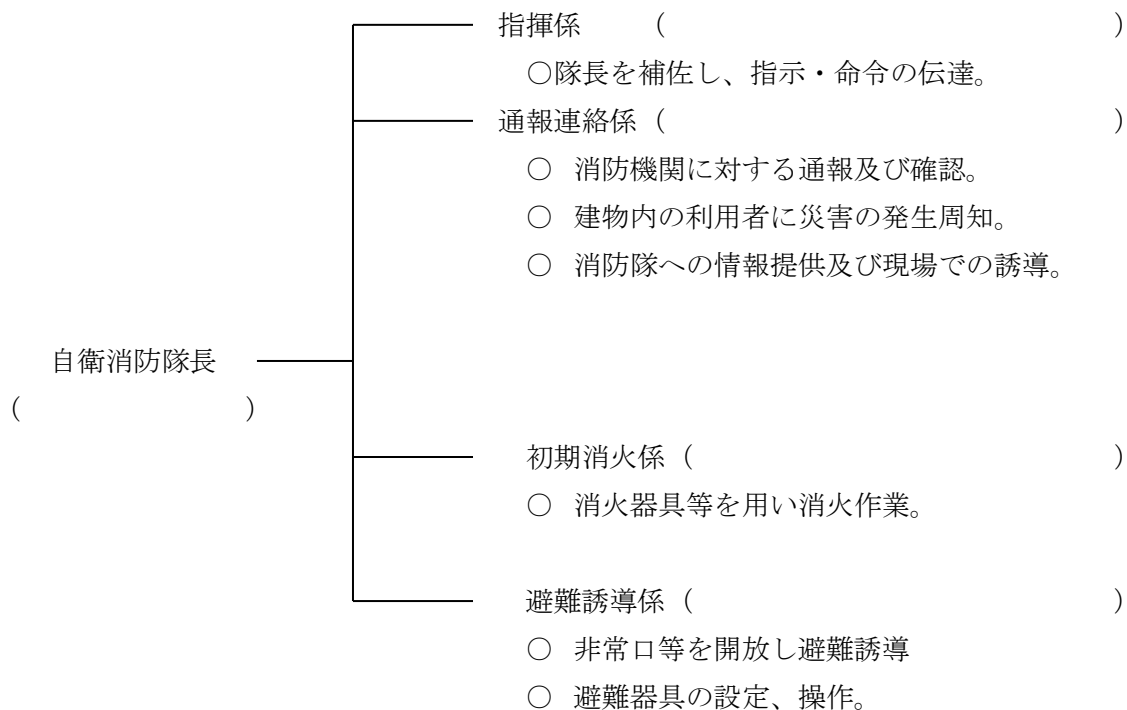 指揮係 （ ）
○隊長を補佐し、指示・命令の伝達。
通報連絡係（ ）
○ 消防機関に対する通報及び確認。
○ 建物内の利用者に災害の発生周知。
○ 消防隊への情報提供及び現場での誘導。
自衛消防隊長
（ ）
初期消火係（ ）
○ 消火器具等を用い消火作業。
避難誘導係（ ）
○ 非常口等を開放し避難誘導
○ 避難器具の設定、操作。